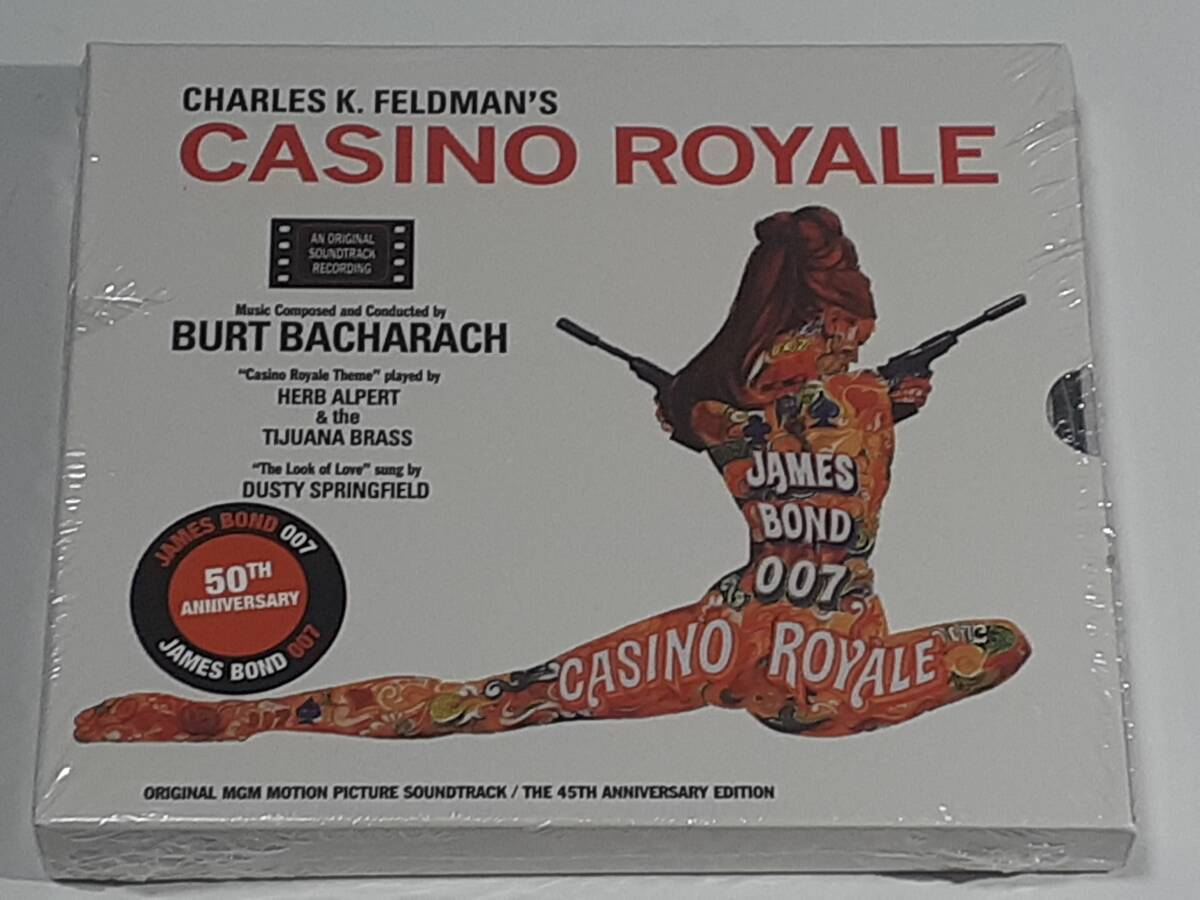 CHARLES K. FELDMAN'S
CASINO ROYALE
AN ORIGINAL
SOUNDTRACK
RECORDING
Music Composed and Conducted by
BURT BACHARACH
"Casino Royale Theme" played by
HERB ALPERT
& the
TIJUANA BRASS
"The Look of Love" sung by
DUSTY SPRINGFIELD
JAMES BOND 007
50TH
ANNIVERSARY
JAMES BOND 007
007
JAMES
BOND
007
CASINO ROYALE
007
ORIGINAL MGM MOTION PICTURE SOUNDTRACK / THE 45TH ANNIVERSARY EDITION